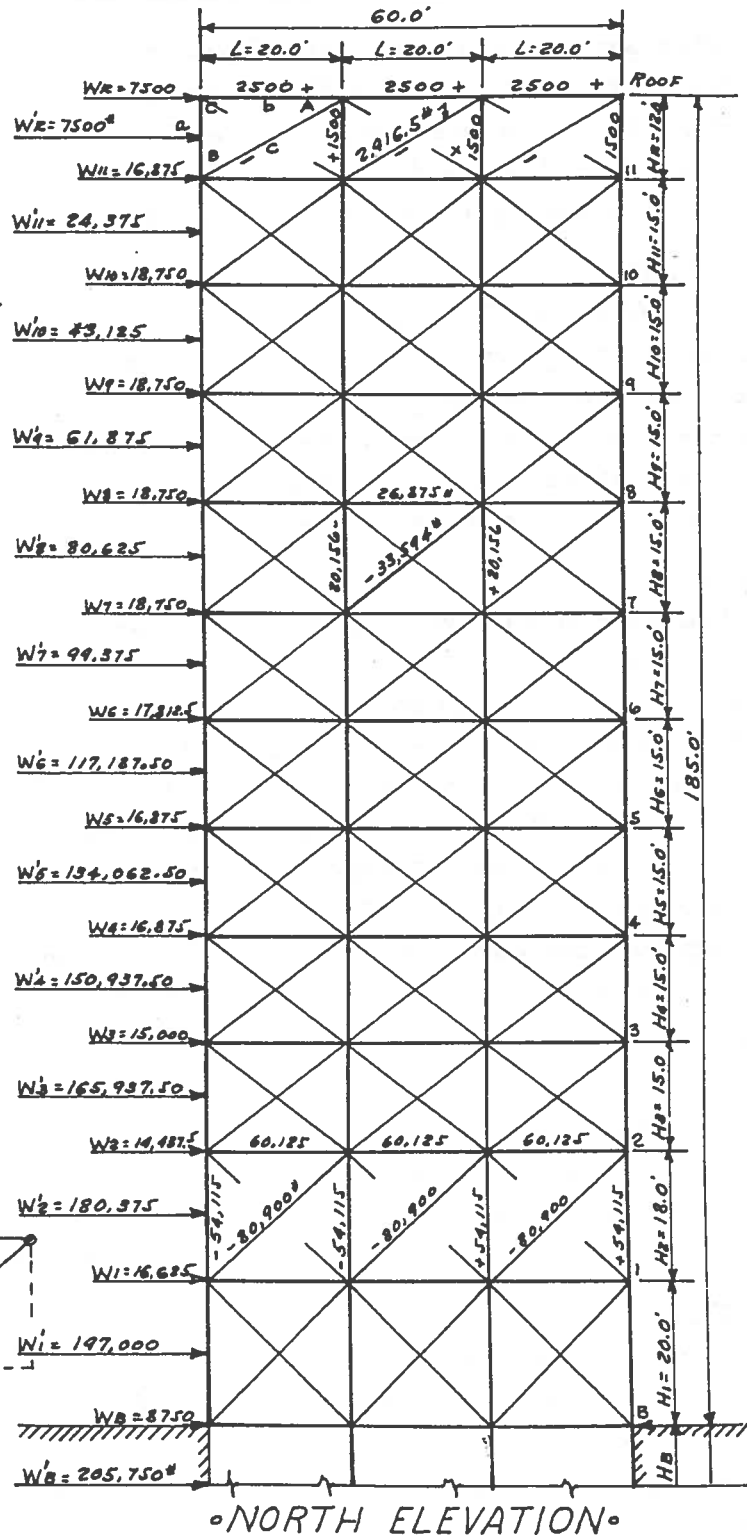 60.0'
L=20.0' L=20.0' L=20.0'
WR=7500 2500+ 2500+ 2500+ ROOF
C b A
W'R=7500# a +1500 2,916.5# 1500 1500 HR=12.0'
B C
W11=16,875 11
W'11=24,375 H11=15.0'
W10=18,750 10
W'10=43,125 H10=15.0'
W9=18,750 9
W'9=61,875 H9=15.0'
W8=18,750 26,875# 8
W'8=80,625 20,156- -33,594# +20,156 H8=15.0'
W7=18,750 7
W'7=99,375 H7=15.0'
W6=17,812.5 6
W'6=117,187.50 H6=15.0'
185.0'
W5=16,875 5
W'5=134,062.50 H5=15.0'
W4=16,875 4
W'4=150,937.50 H4=15.0'
W3=15,000 3
W'3=165,937.50 H3=15.0
W2=14,437.5 60,125 60,125 60,125 2
W'2=180,375 -54,115 -80,900# -54,115 -80,900 +54,115 -80,900 +54,115 H2=18.0'
W1=16,625 1
W'1=197,000 H1=20.0'
WB=8750 B
W'B=205,750# HB
•NORTH ELEVATION•